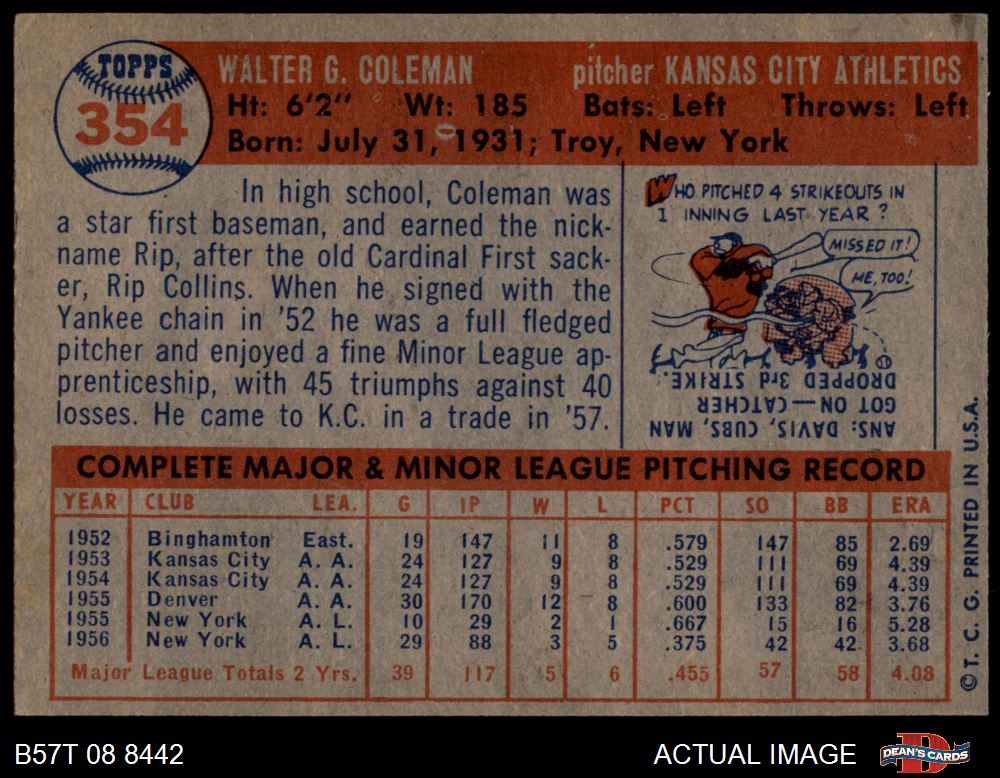 TOPPS
354
WALTER G. COLEMAN pitcher KANSAS CITY ATHLETICS
Ht: 6'2" Wt: 185 Bats: Left Throws: Left
Born: July 31, 1931; Troy, New York
In high school, Coleman was
a star first baseman, and earned the nick-
name Rip, after the old Cardinal First sack-
er, Rip Collins. When he signed with the
Yankee chain in '52 he was a full fledged
pitcher and enjoyed a fine Minor League ap-
prenticeship, with 45 triumphs against 40
losses. He came to K.C. in a trade in '57.
WHO PITCHED 4 STRIKEOUTS IN
1 INNING LAST YEAR?
MISSED IT!
ME, TOO!
ANS: DAVIS, CUBS, MAN
GOT ON—CATCHER
DROPPED 3rd STRIKE.
COMPLETE MAJOR & MINOR LEAGUE PITCHING RECORD
YEAR CLUB LEA. G IP W L PCT SO BB ERA
1952 Binghamton East. 19 147 11 8 .579 147 85 2.69
1953 Kansas City A. A. 24 127 9 8 .529 111 69 4.39
1954 Kansas City A. A. 24 127 9 8 .529 111 69 4.39
1955 Denver A. A. 30 170 12 8 .600 133 82 3.76
1955 New York A. L. 10 29 2 1 .667 15 16 5.28
1956 New York A. L. 29 88 3 5 .375 42 42 3.68
Major League Totals 2 Yrs. 39 117 5 6 .455 57 58 4.08
©T. C. G. PRINTED IN U.S.A.
B57T 08 8442 ACTUAL IMAGE
D
DEAN'S CARDS